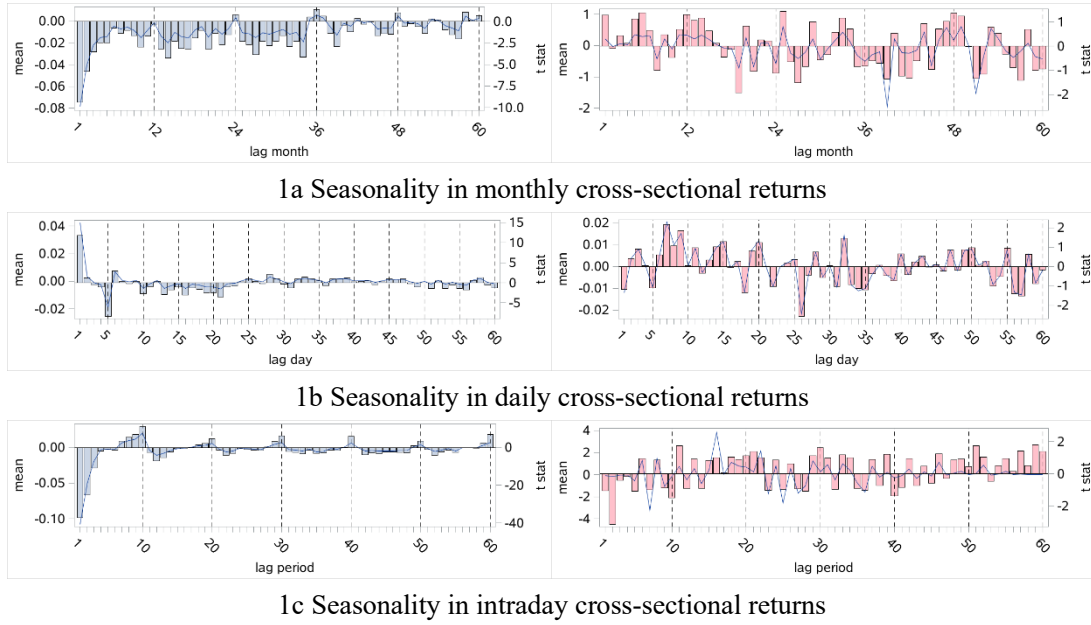 0.00
-0.02
-0.04
-0.06
-0.08
mean
0.0
-2.5
-5.0
-7.5
-10.0
t stat
1 12 24 36 48 60
lag month
1
0
-1
-2
mean
1
0
-1
-2
t stat
1 12 24 36 48 60
lag month
1a Seasonality in monthly cross-sectional returns
0.04
0.02
0.00
-0.02
mean
15
10
5
0
-5
t stat
1 5 10 15 20 25 30 35 40 45 50 55 60
lag day
0.02
0.01
0.00
-0.01
-0.02
mean
2
1
0
-1
-2
t stat
1 5 10 15 20 25 30 35 40 45 50 55 60
lag day
1b Seasonality in daily cross-sectional returns
0.00
-0.05
-0.10
mean
0
-20
-40
t stat
1 10 20 30 40 50 60
lag period
4
2
0
-2
-4
mean
2
1
0
-1
-2
t stat
1 10 20 30 40 50 60
lag period
1c Seasonality in intraday cross-sectional returns